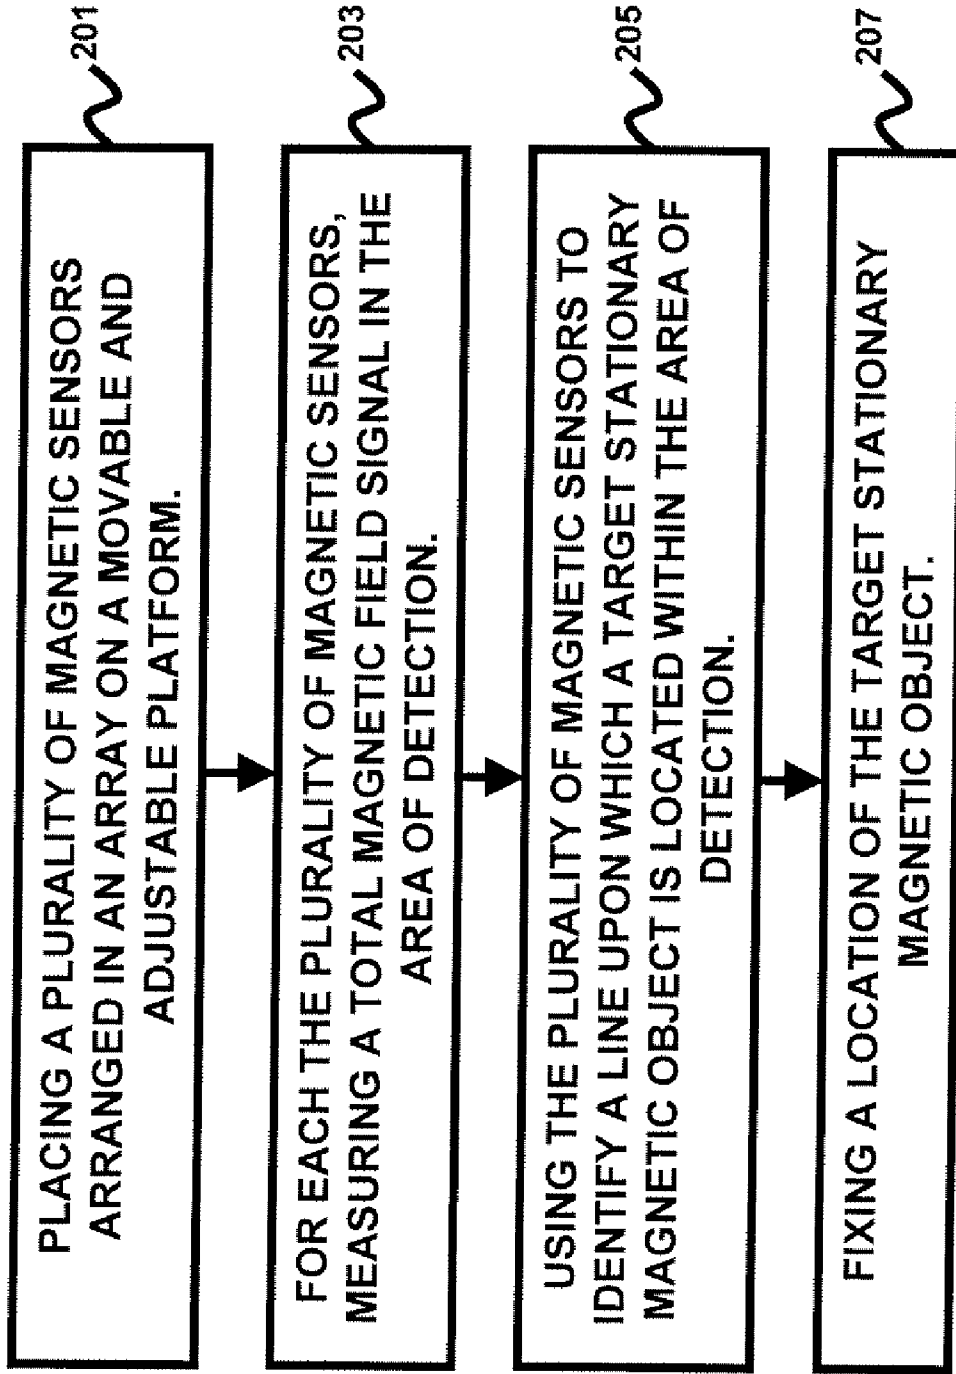 201
PLACING A PLURALITY OF MAGNETIC SENSORS
ARRANGED IN AN ARRAY ON A MOVABLE AND
ADJUSTABLE PLATFORM.
203
FOR EACH THE PLURALITY OF MAGNETIC SENSORS,
MEASURING A TOTAL MAGNETIC FIELD SIGNAL IN THE
AREA OF DETECTION.
205
USING THE PLURALITY OF MAGNETIC SENSORS TO
IDENTIFY A LINE UPON WHICH A TARGET STATIONARY
MAGNETIC OBJECT IS LOCATED WITHIN THE AREA OF
DETECTION.
207
FIXING A LOCATION OF THE TARGET STATIONARY
MAGNETIC OBJECT.